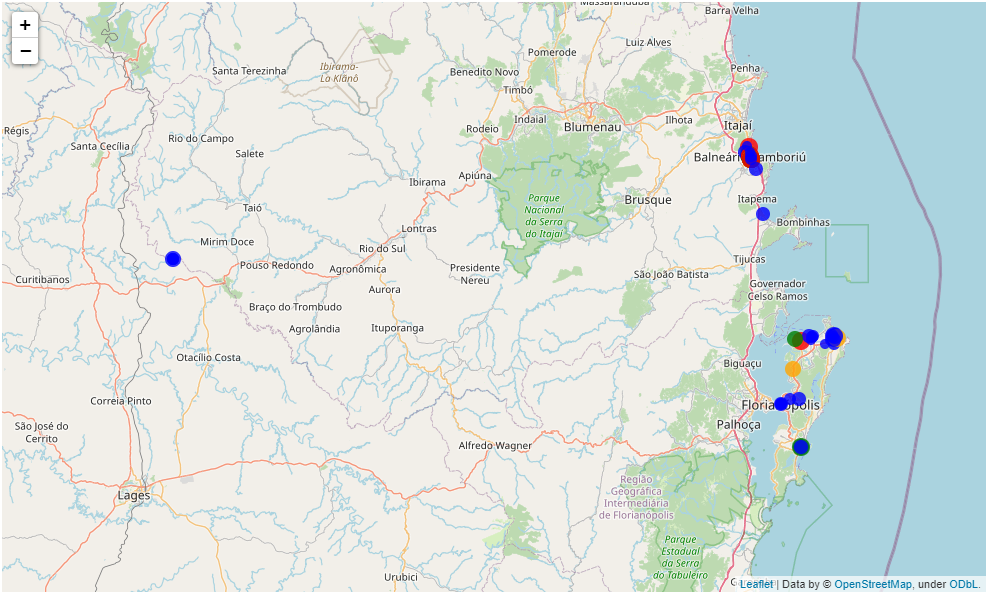 Massaranduba
Barra Velha
+
−
Luiz Alves
Pomerode
Santa Terezinha
Ibirama-
La Klãnõ
Benedito Novo
Penha
Timbó
Indaial
Ilhota
Itajaí
Régis
Rodeio
Blumenau
Rio do Campo
Santa Cecília
Salete
Balneário Camboriú
Apiúna
Ibirama
Parque
Nacional
da Serra
do Itajaí
Brusque
Itapema
Taió
Bombinhas
Lontras
Mirim Doce
Rio do Sul
Tijucas
Pouso Redondo
Agronômica
Presidente
Nereu
São João Batista
Curitibanos
Aurora
Governador
Celso Ramos
Braço do Trombudo
Agrolândia
Ituporanga
Otacílio Costa
Biguaçu
Correia Pinto
Florianópolis
São José do
Cerrito
Palhoça
Alfredo Wagner
Região
Geográfica
Intermediária
de Florianópolis
Lages
Parque
Estadual
da Serra
do Tabuleiro
Urubici
Leaflet | Data by © OpenStreetMap, under ODbL.